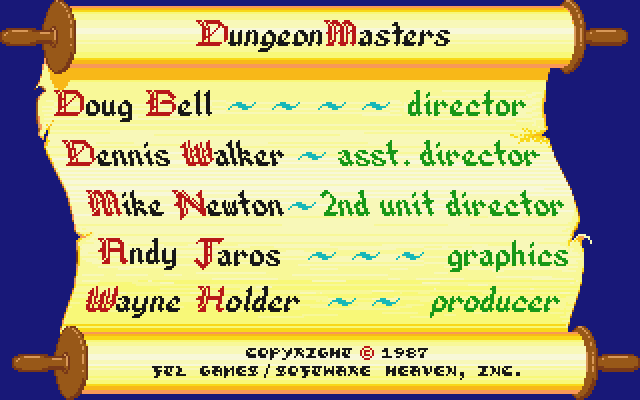 DungeonMasters
Doug Bell ~ ~ ~ ~ director
Dennis Walker ~ asst. director
Mike Newton ~ 2nd unit director
Andy Jaros ~ ~ ~ graphics
Wayne Holder ~ ~ producer
COPYRIGHT © 1987
FTL GAMES/SOFTWARE HEAVEN, INC.